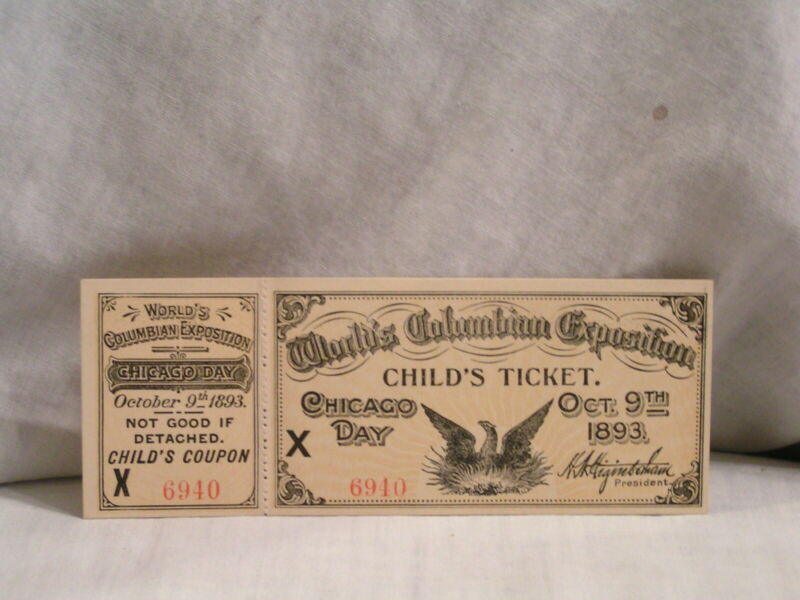 WORLD'S
COLUMBIAN EXPOSITION
CHICAGO DAY
October 9th 1893.
NOT GOOD IF
DETACHED.
CHILD'S COUPON
X 6940
World's Columbian Exposition
CHILD'S TICKET.
CHICAGO DAY
OCT. 9TH 1893.
X
6940
H. N. Higinbotham
President